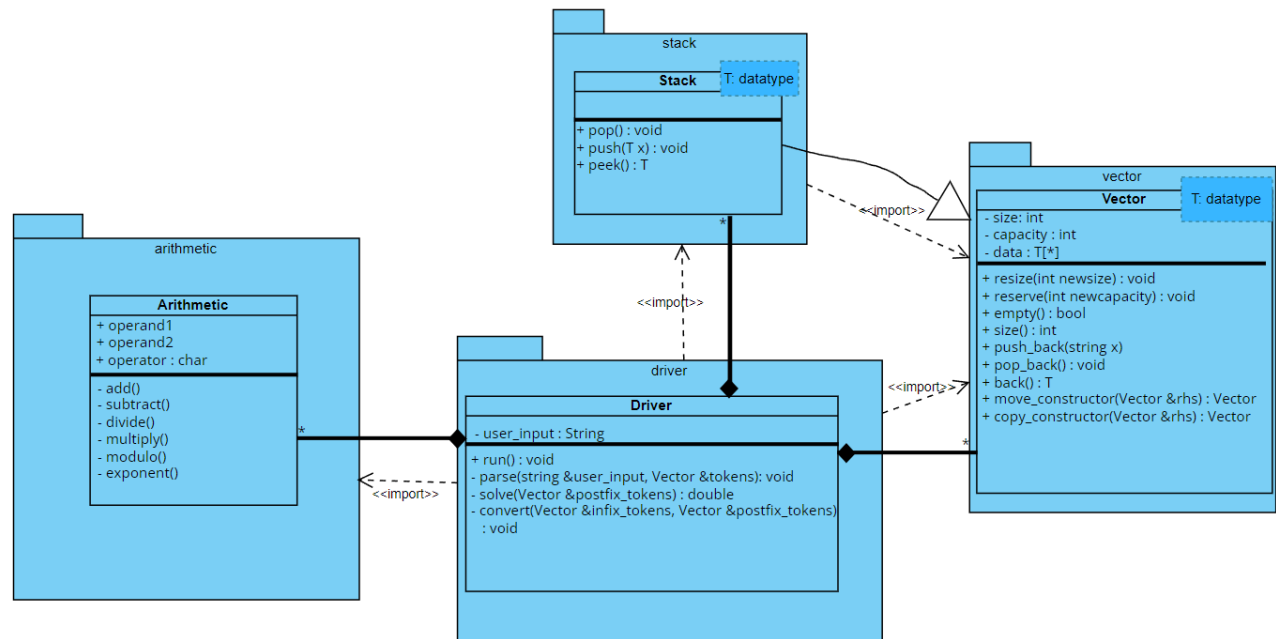 stack
Stack
T: datatype
+ pop() : void
+ push(T x) : void
+ peek() : T
<<import>>
vector
Vector
T: datatype
- size: int
- capacity : int
- data : T[*]
+ resize(int newsize) : void
+ reserve(int newcapacity) : void
+ empty() : bool
+ size() : int
+ push_back(string x)
+ pop_back() : void
+ back() : T
+ move_constructor(Vector &rhs) : Vector
+ copy_constructor(Vector &rhs) : Vector
*
<<import>>
arithmetic
Arithmetic
+ operand1
+ operand2
+ operator : char
- add()
- subtract()
- divide()
- multiply()
- modulo()
- exponent()
*
<<import>>
driver
Driver
- user_input : String
+ run() : void
- parse(string &user_input, Vector &tokens): void
- solve(Vector &postfix_tokens) : double
- convert(Vector &infix_tokens, Vector &postfix_tokens)
: void
<<import>>
*